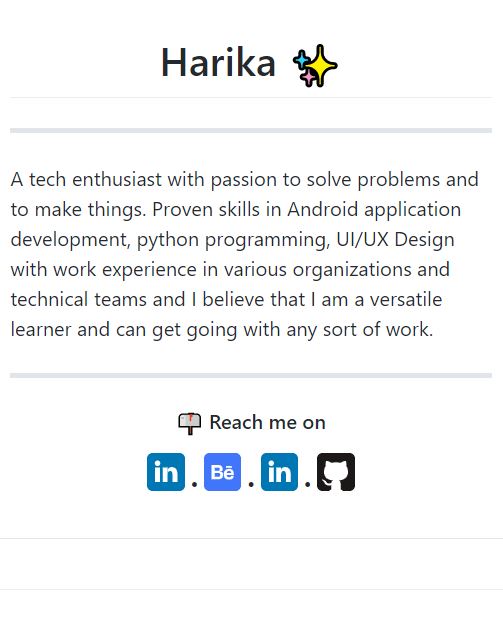 Harika ✨
A tech enthusiast with passion to solve problems and
to make things. Proven skills in Android application
development, python programming, UI/UX Design
with work experience in various organizations and
technical teams and I believe that I am a versatile
learner and can get going with any sort of work.
📬 Reach me on
in . Bē . in .